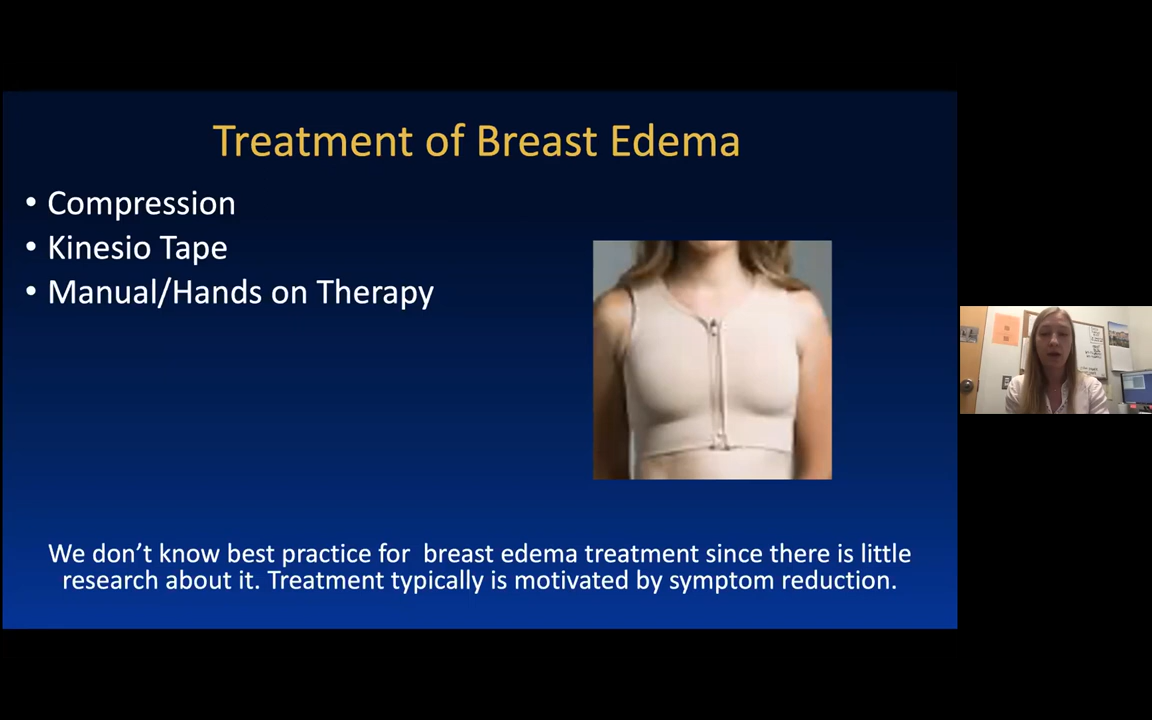 Treatment of Breast Edema
• Compression
• Kinesio Tape
• Manual/Hands on Therapy
We don’t know best practice for  breast edema treatment since there is little
research about it. Treatment typically is motivated by symptom reduction.